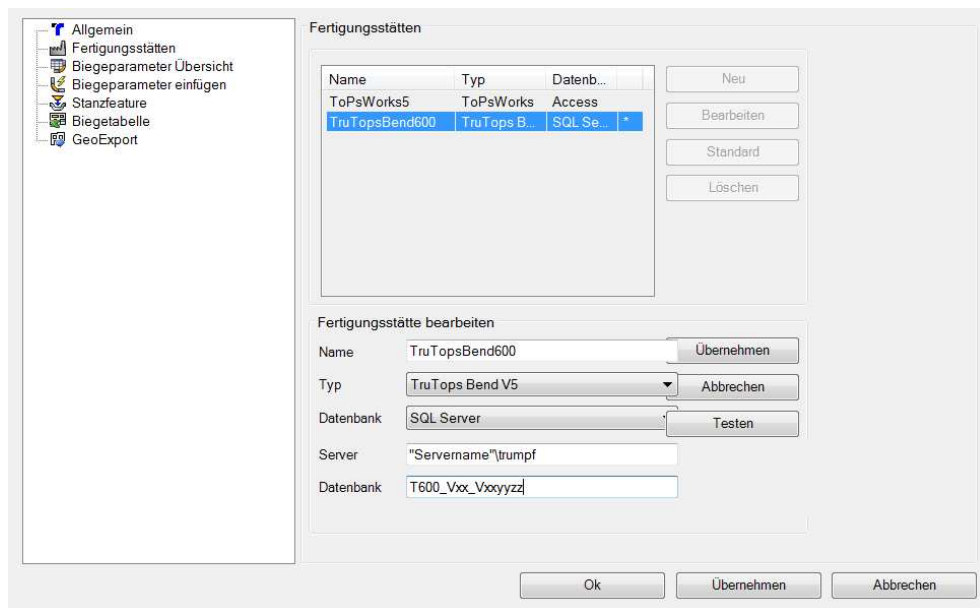 Allgemein
Fertigungsstätten
Biegeparameter Übersicht
Biegeparameter einfügen
Stanzfeature
Biegetabelle
GeoExport
Fertigungsstätten
Name Typ Datenb...
ToPsWorks5 ToPsWorks Access
TruTopsBend600 TruTops B... SQL Se... *
Neu
Bearbeiten
Standard
Löschen
Fertigungsstätte bearbeiten
Name TruTopsBend600 Übernehmen
Typ TruTops Bend V5 Abbrechen
Datenbank SQL Server Testen
Server "Servername"\trumpf
Datenbank T600_Vxx_Vxxyyzz
Ok Übernehmen Abbrechen